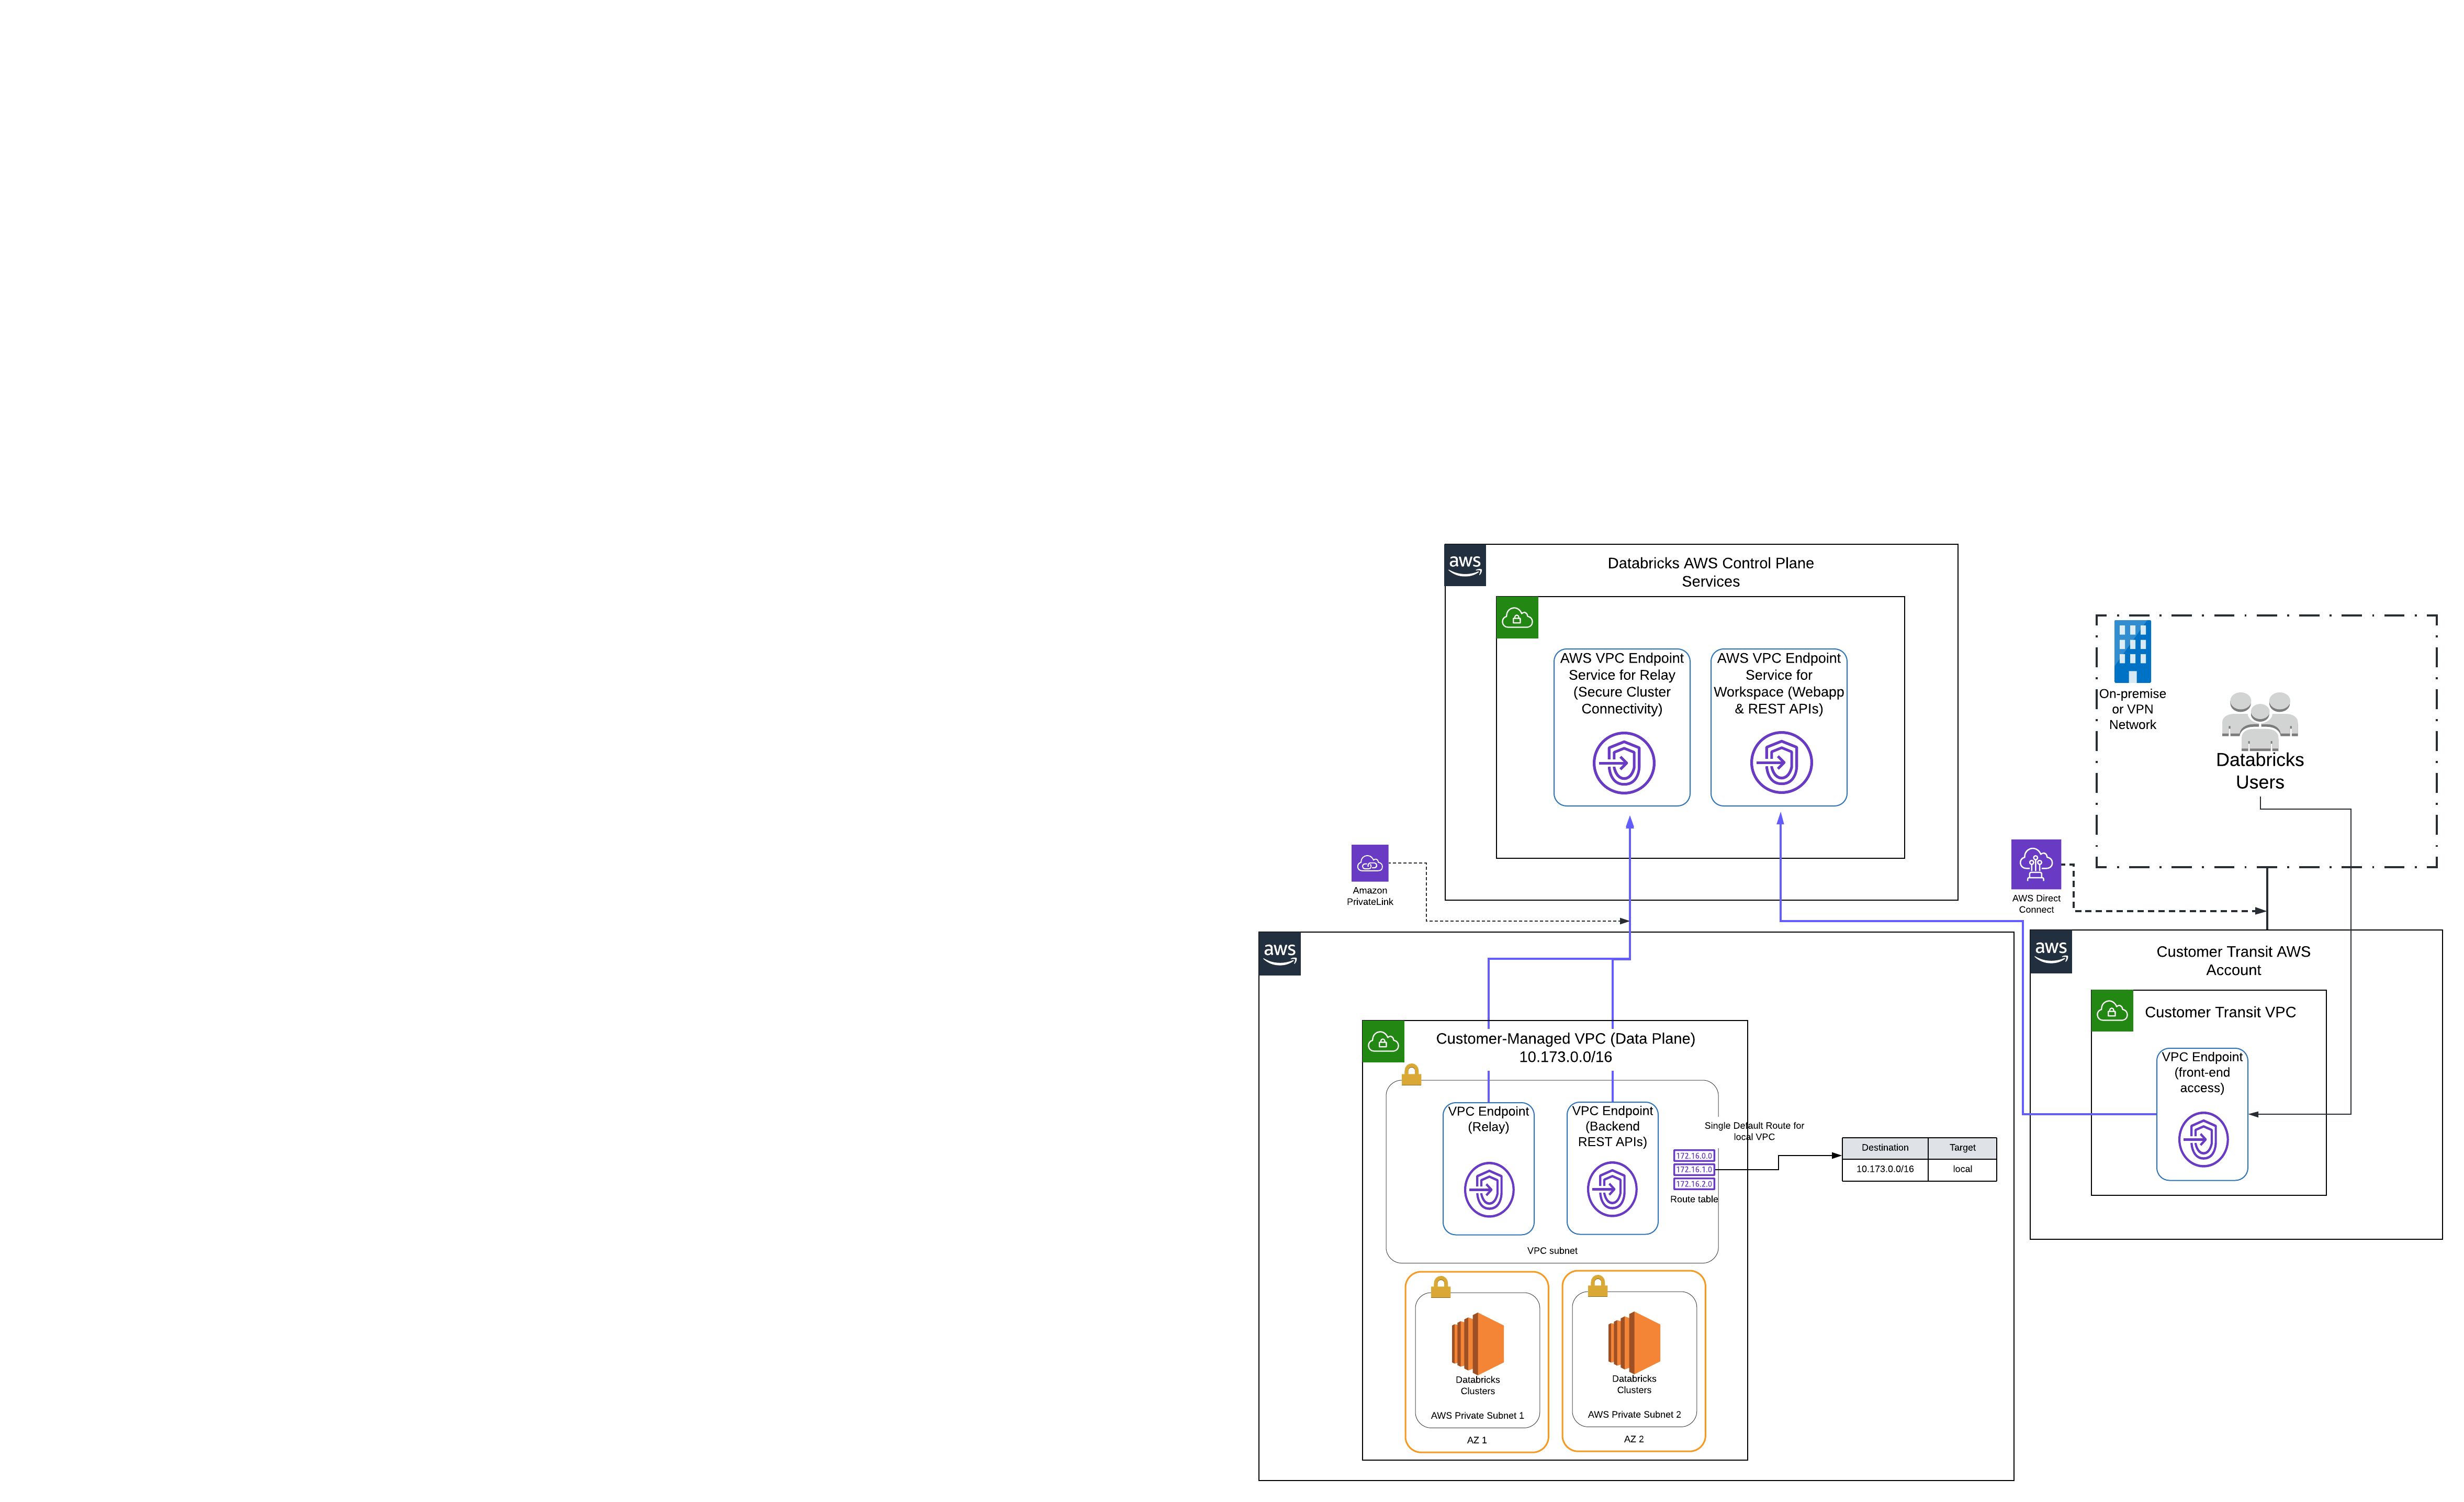 aws
Databricks AWS Control Plane
Services
AWS VPC Endpoint
Service for Relay
(Secure Cluster
Connectivity)
AWS VPC Endpoint
Service for
Workspace (Webapp
& REST APIs)
On-premise
or VPN
Network
Databricks
Users
Amazon
PrivateLink
AWS Direct
Connect
aws
aws
Customer Transit AWS
Account
Customer Transit VPC
VPC Endpoint
(front-end
access)
Customer-Managed VPC (Data Plane)
10.173.0.0/16
VPC Endpoint
(Relay)
VPC Endpoint
(Backend
REST APIs)
Single Default Route for
local VPC
172.16.0.0
172.16.1.0
172.16.2.0
Route table
Destination Target
10.173.0.0/16 local
VPC subnet
Databricks
Clusters
AWS Private Subnet 1
AZ 1
Databricks
Clusters
AWS Private Subnet 2
AZ 2